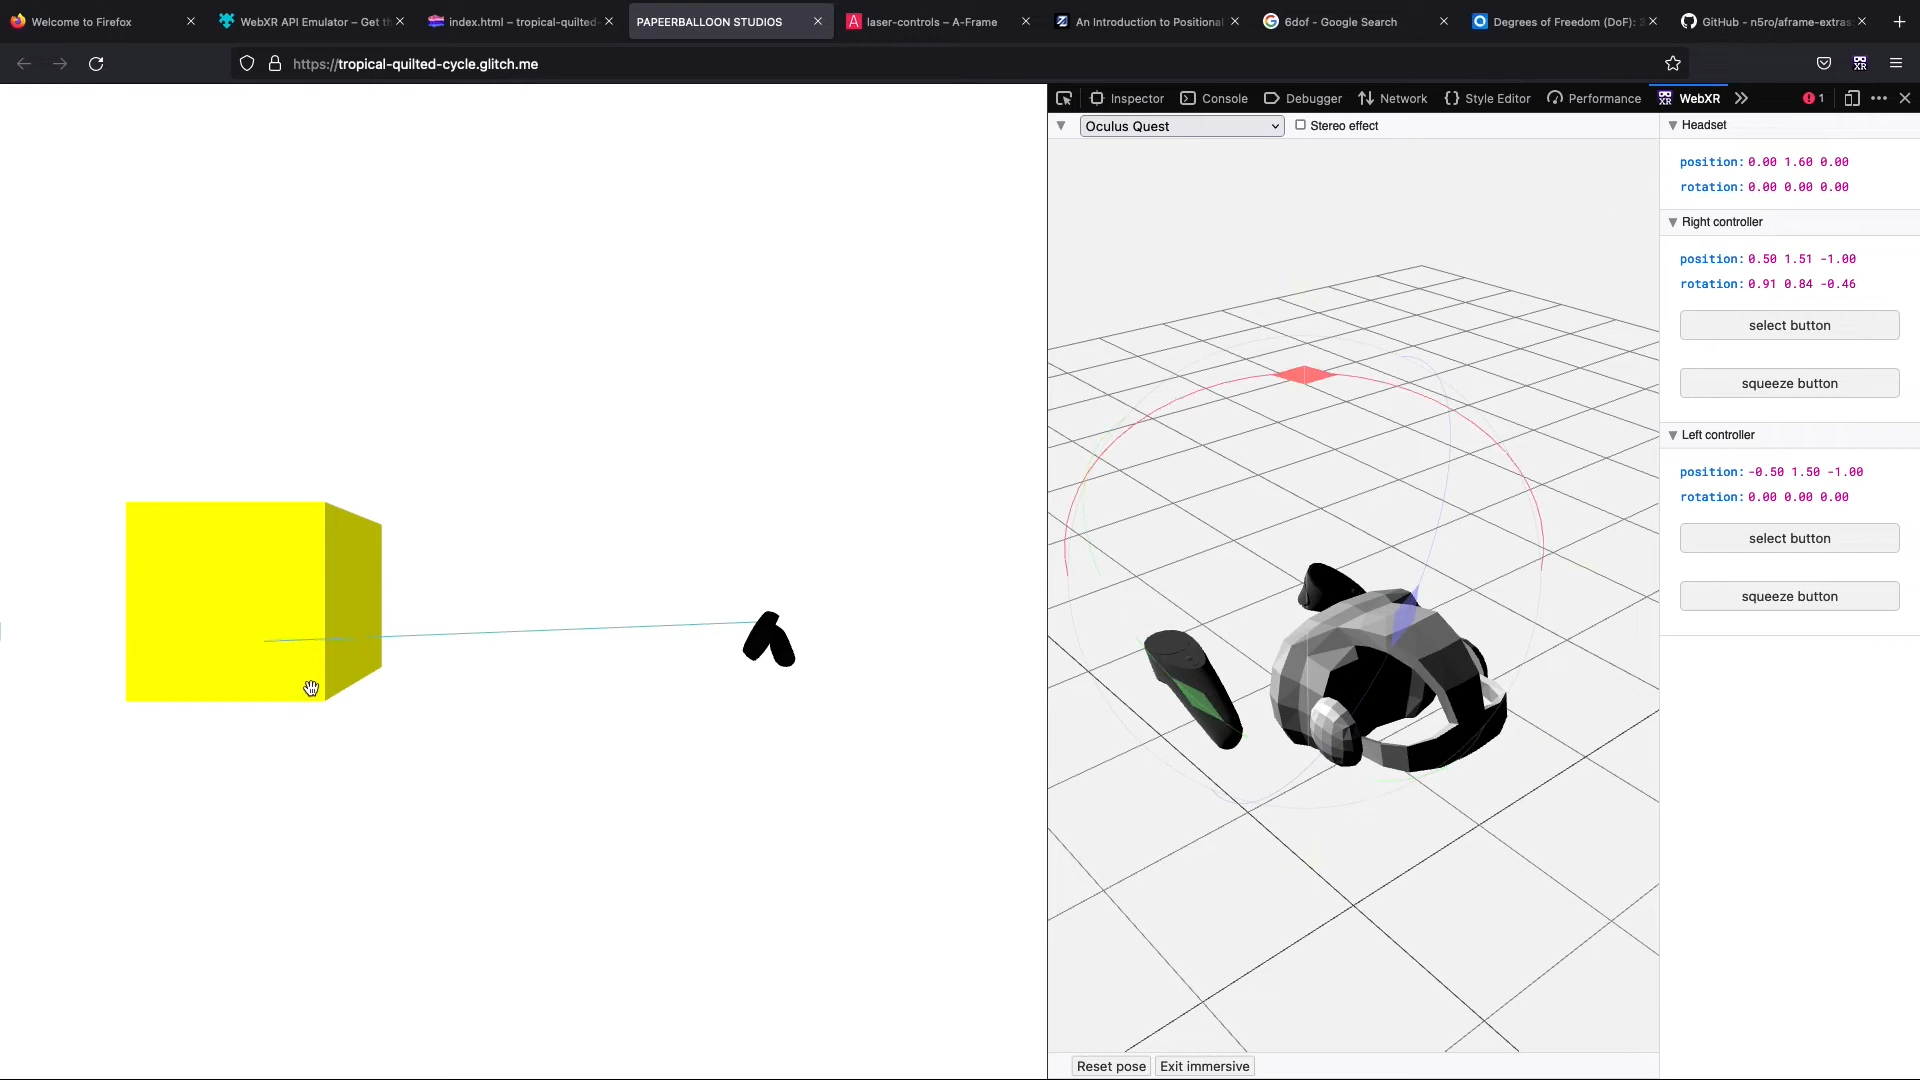 Welcome to Firefox
WebXR API Emulator – Get th
index.html – tropical-quilted-
PAPEERBALLOON STUDIOS
laser-controls – A-Frame
An Introduction to Positional
6dof - Google Search
Degrees of Freedom (DoF): 3
GitHub - n5ro/aframe-extras
https://tropical-quilted-cycle.glitch.me
Inspector
Console
Debugger
Network
Style Editor
Performance
WebXR
1
Oculus Quest
Stereo effect
Headset
position: 0.00 1.60 0.00
rotation: 0.00 0.00 0.00
Right controller
position: 0.50 1.51 -1.00
rotation: 0.91 0.84 -0.46
select button
squeeze button
Left controller
position: -0.50 1.50 -1.00
rotation: 0.00 0.00 0.00
select button
squeeze button
Reset pose
Exit immersive